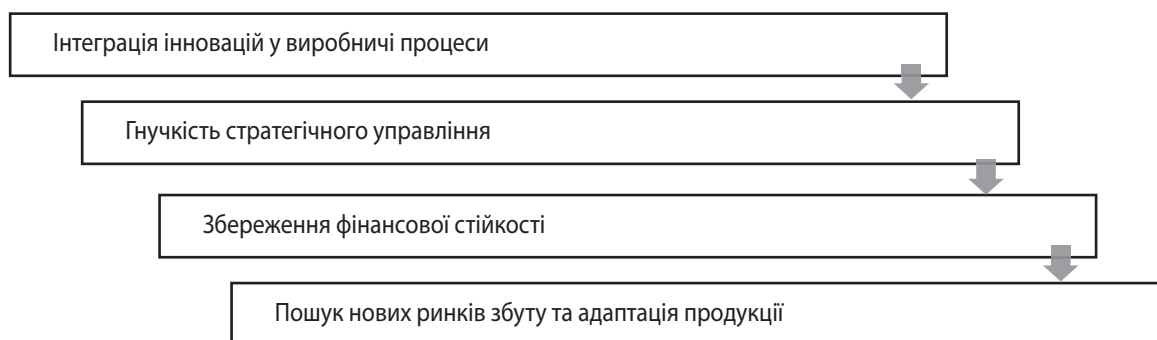 Інтеграція інновацій у виробничі процеси
Гнучкість стратегічного управління
Збереження фінансової стійкості
Пошук нових ринків збуту та адаптація продукції